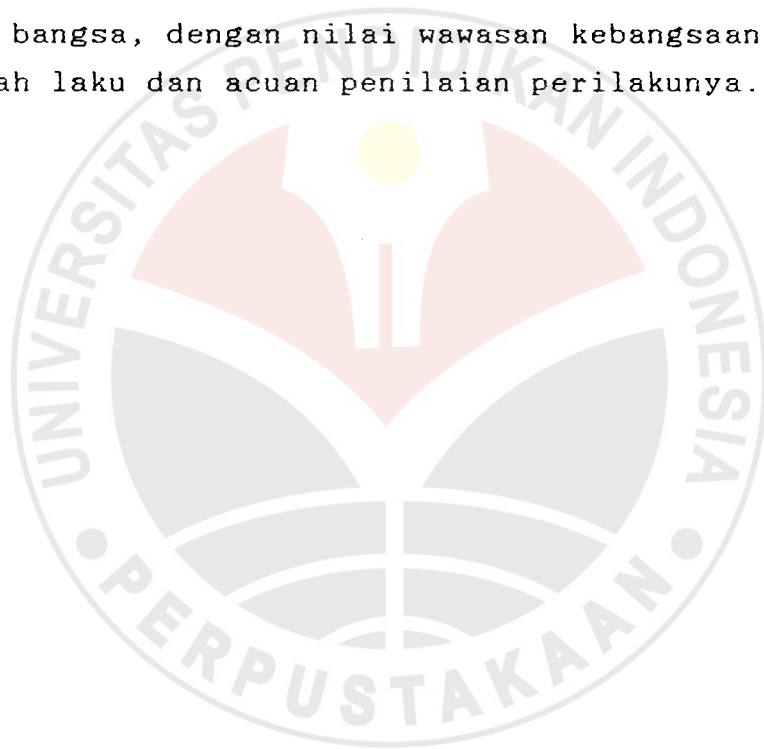 bangsa, dengan nilai wawasan kebangsaan
ah laku dan acuan penilaian perilakunya.
UNIVERSITAS PENDIDIKAN INDONESIA
PERPUSTAKAAN